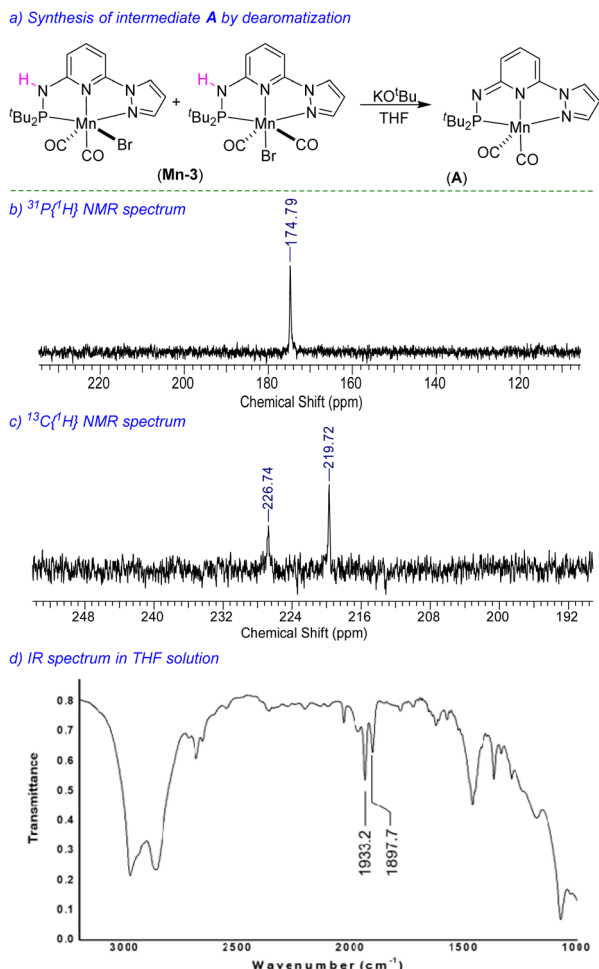 a) Synthesis of intermediate A by dearomatization
H
N
N
N
N
tBu2P
Mn
OC
CO
Br
+
H
N
N
N
N
tBu2P
Mn
OC
Br
CO
KOtBu
THF
N
N
N
N
tBu2P
Mn
OC
CO
(Mn-3)
(A)
b) 31P{1H} NMR spectrum
174.79
220 200 180 160 140 120
Chemical Shift (ppm)
c) 13C{1H} NMR spectrum
226.74
219.72
248 240 232 224 216 208 200 192
Chemical Shift (ppm)
d) IR spectrum in THF solution
0.8
0.7
0.6
0.5
0.4
0.3
0.2
0.1
0.0
Transmittance
1933.2
1897.7
3000 2500 2000 1500 1000
Wavenumber (cm-1)